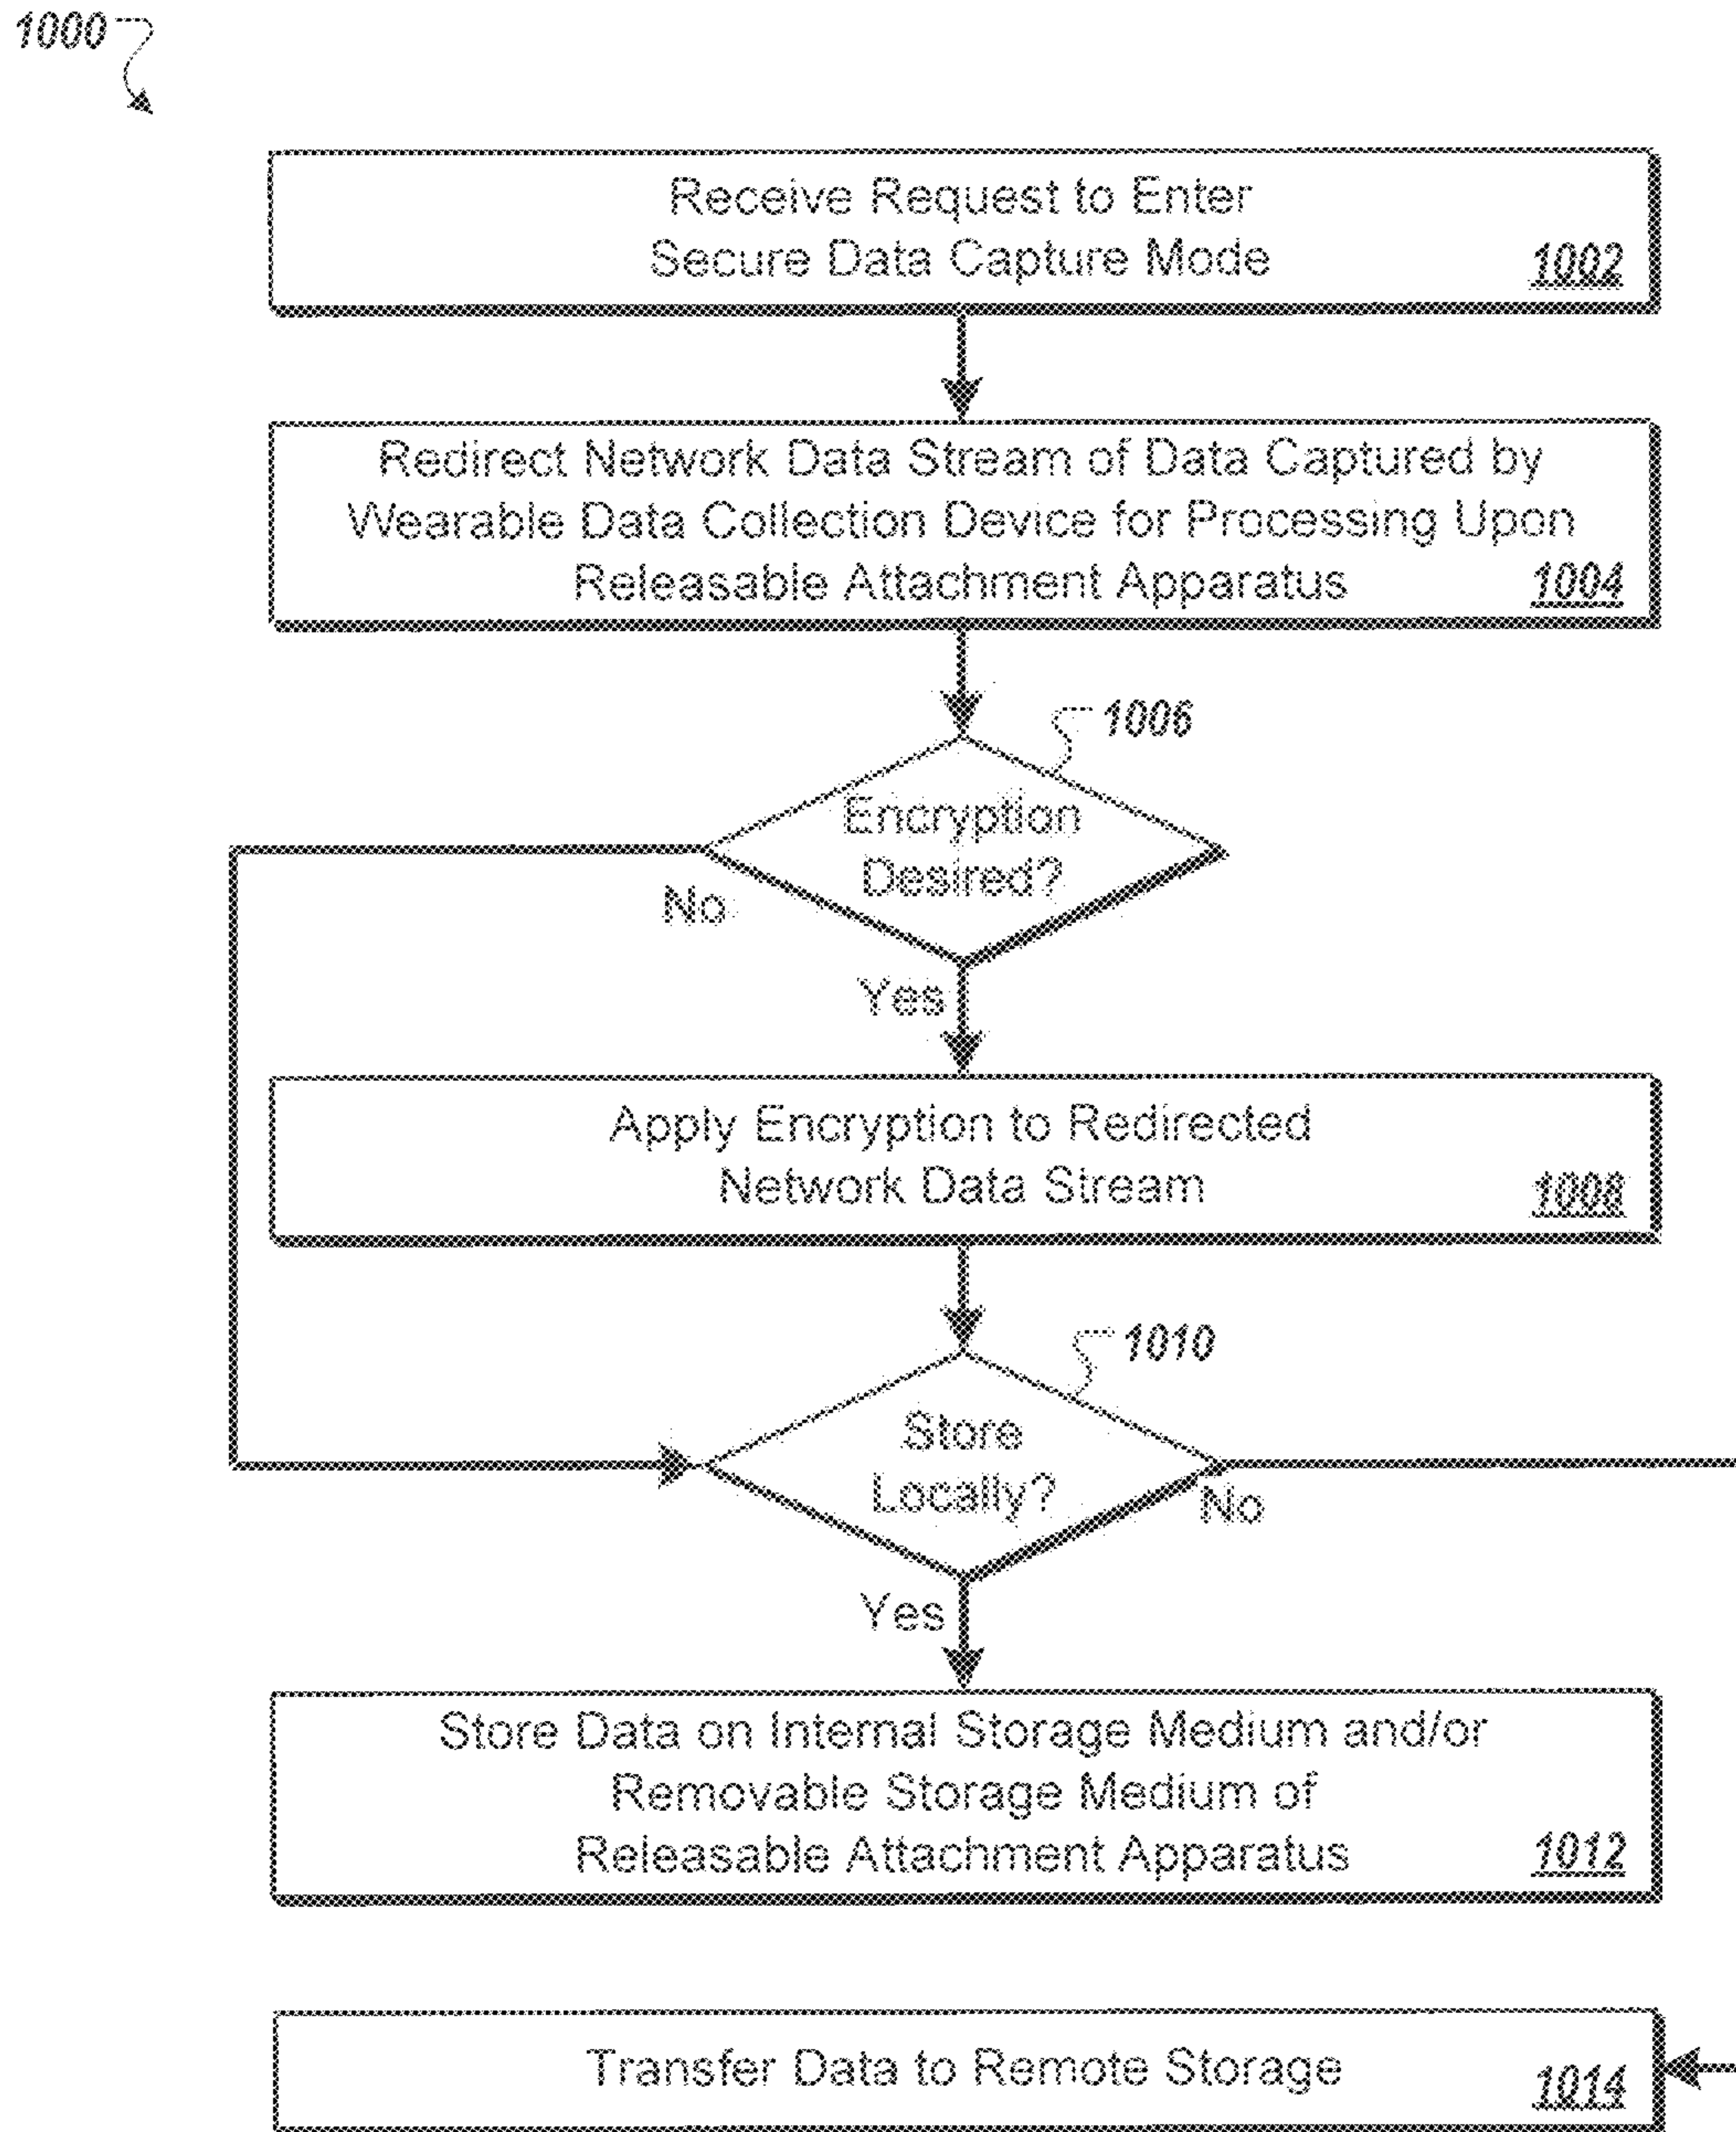 1000
Receive Request to Enter
Secure Data Capture Mode
1002
Redirect Network Data Stream of Data Captured by
Wearable Data Collection Device for Processing Upon
Releasable Attachment Apparatus
1004
1006
Encryption
Desired?
No
Yes
Apply Encryption to Redirected
Network Data Stream
1008
1010
Store
Locally?
No
Yes
Store Data on Internal Storage Medium and/or
Removable Storage Medium of
Releasable Attachment Apparatus
1012
Transfer Data to Remote Storage
1014